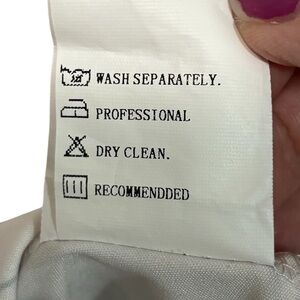 WASH SEPARATELY.
PROFESSIONAL
DRY CLEAN.
RECOMMENDDED